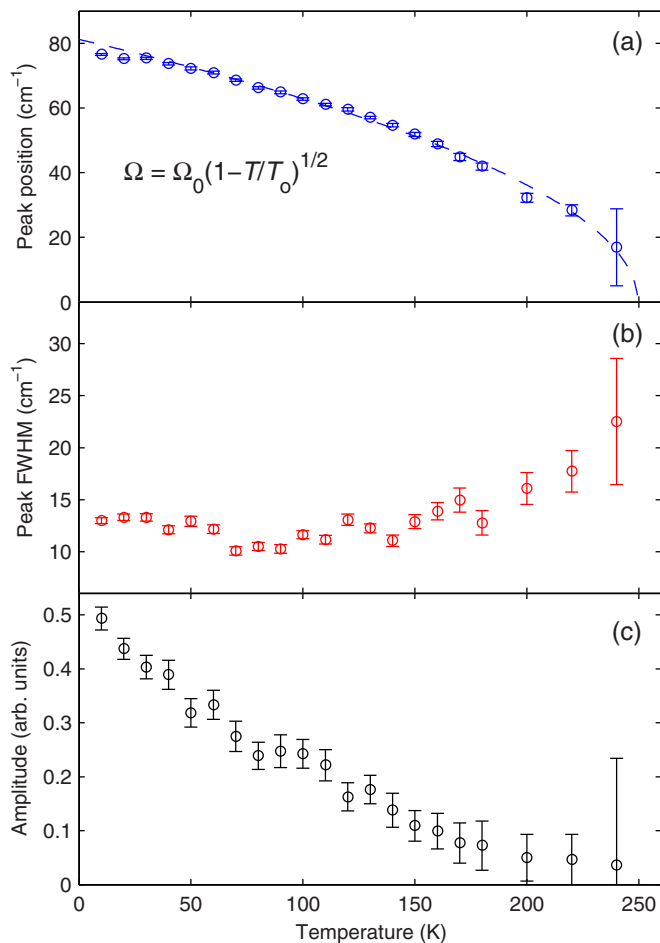 (a)
80
60
40
20
0
Peak position (cm⁻¹)
Ω = Ω₀(1−T/Tₒ)^1/2
(b)
30
25
20
15
10
Peak FWHM (cm⁻¹)
(c)
0.5
0.4
0.3
0.2
0.1
0
Amplitude (arb. units)
0 50 100 150 200 250
Temperature (K)